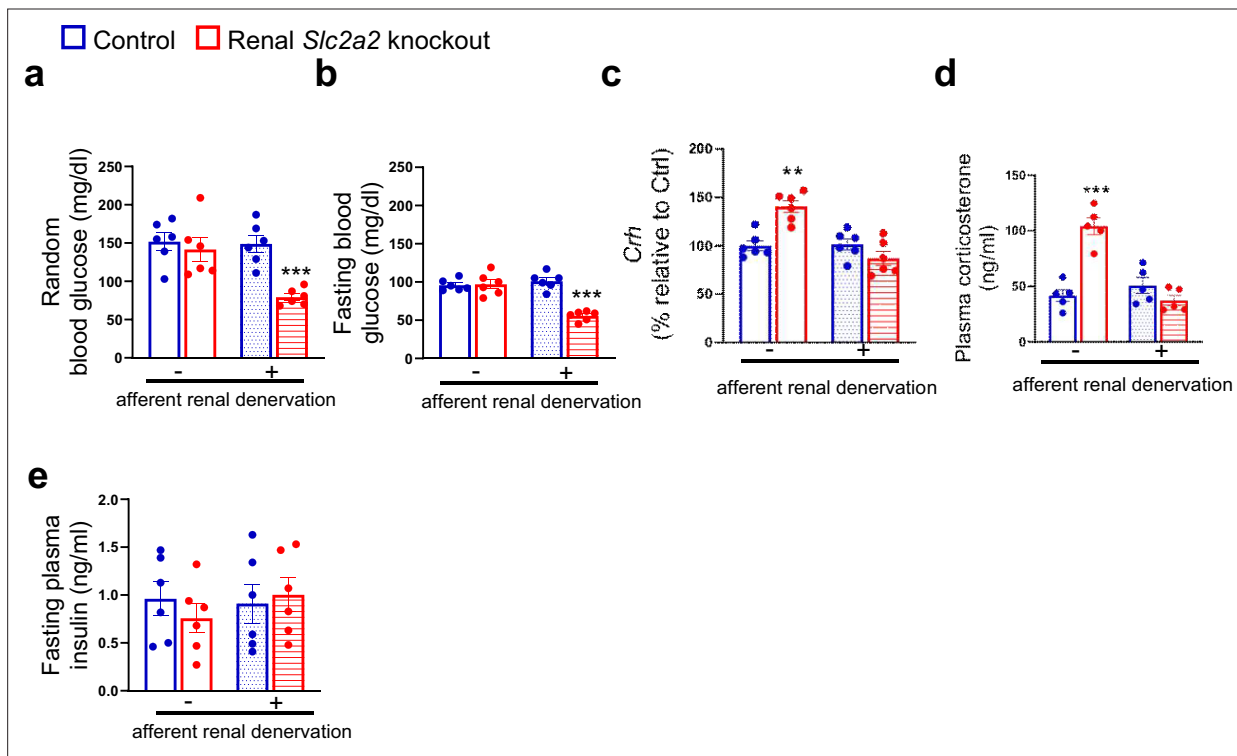 Control Renal Slc2a2 knockout
a
Random
blood glucose (mg/dl)
250
200
150
100
50
0
***
- +
afferent renal denervation
b
Fasting blood
glucose (mg/dl)
250
200
150
100
50
0
***
- +
afferent renal denervation
c
Crh
(% relative to Ctrl)
200
150
100
50
0
**
- +
afferent renal denervation
d
Plasma corticosterone
(ng/ml)
150
100
50
0
***
- +
afferent renal denervation
e
Fasting plasma
insulin (ng/ml)
2.0
1.5
1.0
0.5
0.0
- +
afferent renal denervation